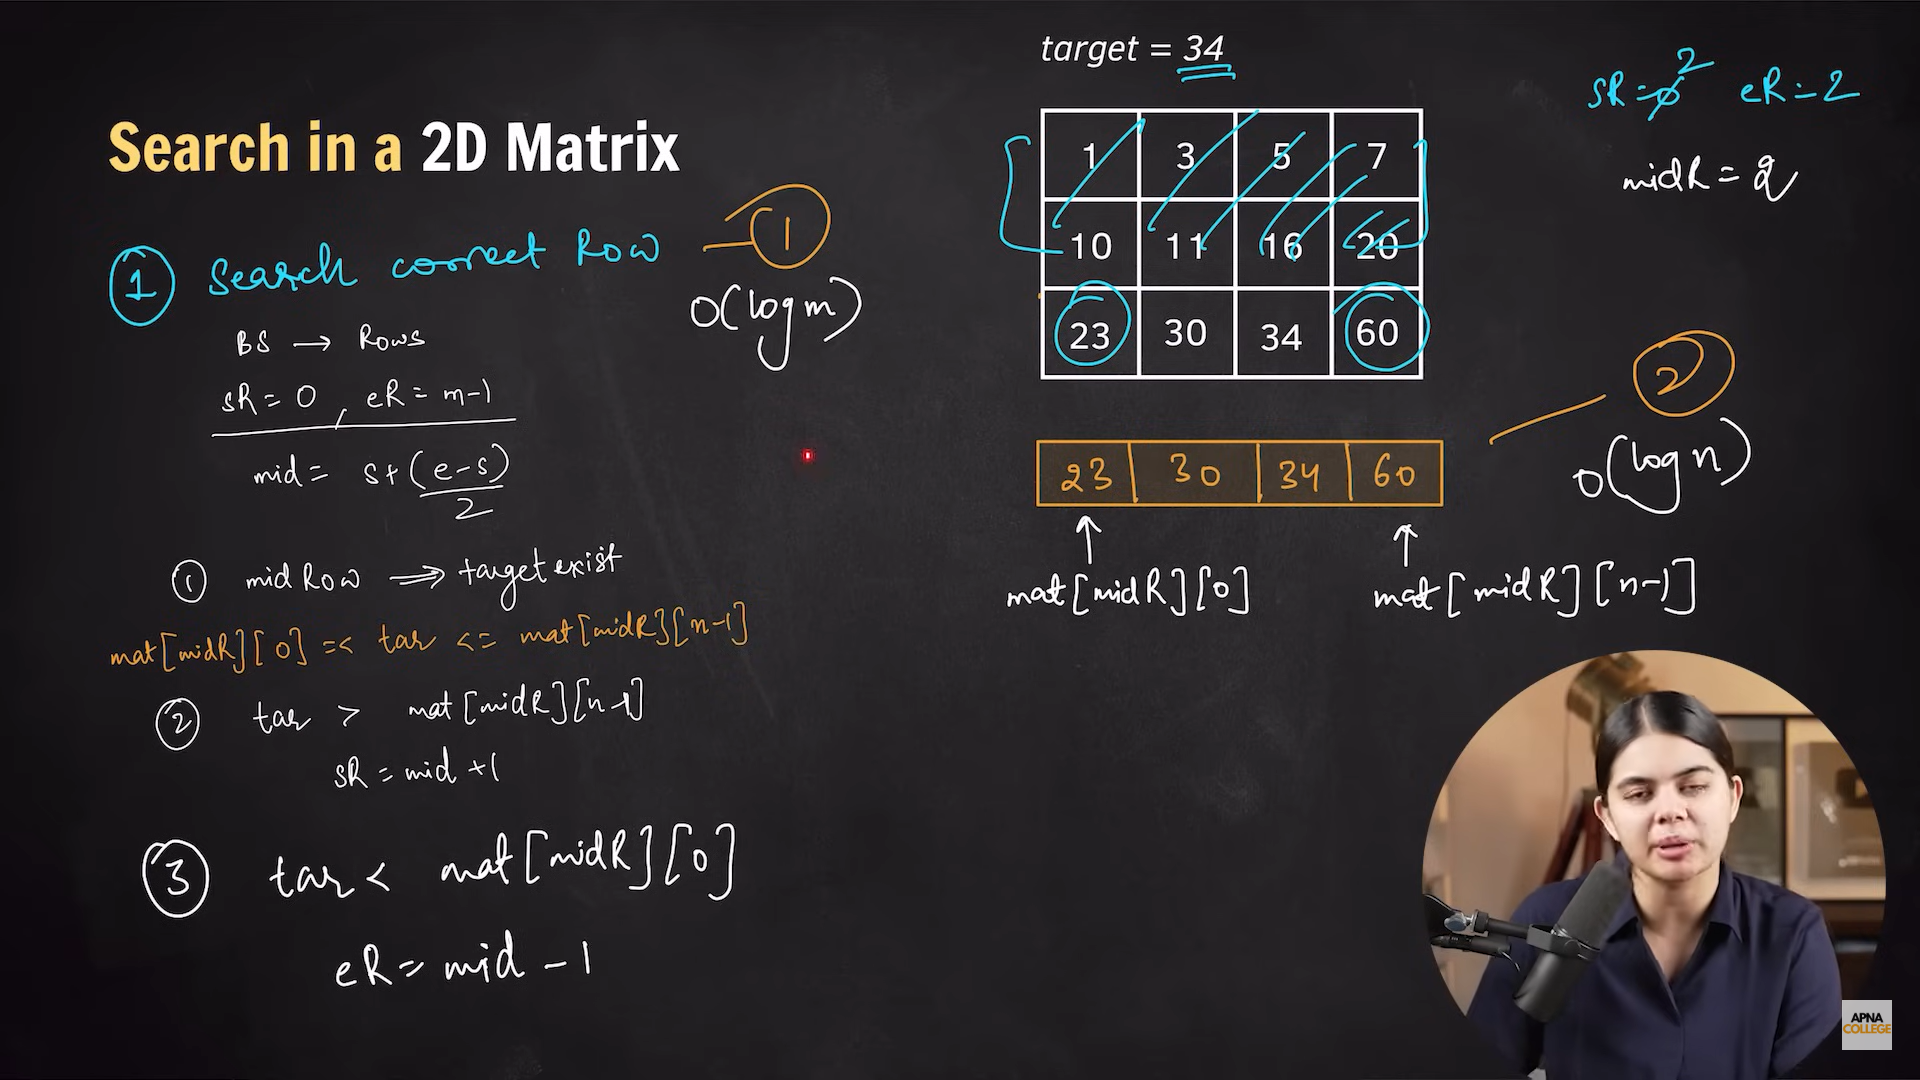 target = 34
Search in a 2D Matrix
sR = 0 2 eR = 2
midR = 2
1 3 5 7
10 11 16 20
23 30 34 60
1 Search correct Row
1
O(log m)
BS → Rows
sR = 0 , eR = m-1
mid = s + (e-s)
2
1 mid Row ⟹ target exist
mat[midR][0] =< tar <= mat[midR][n-1]
2 tar > mat[midR][n-1]
sR = mid +1
3 tar < mat[midR][0]
eR = mid - 1
2
O(log n)
23 30 34 60
↑ ↑
mat[midR][0] mat[midR][n-1]
APNA
COLLEGE